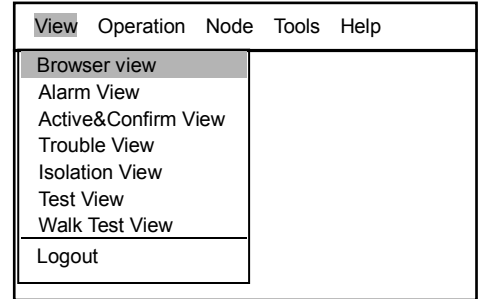 View Operation Node Tools Help
Browser view
Alarm View
Active&Confirm View
Trouble View
Isolation View
Test View
Walk Test View
Logout